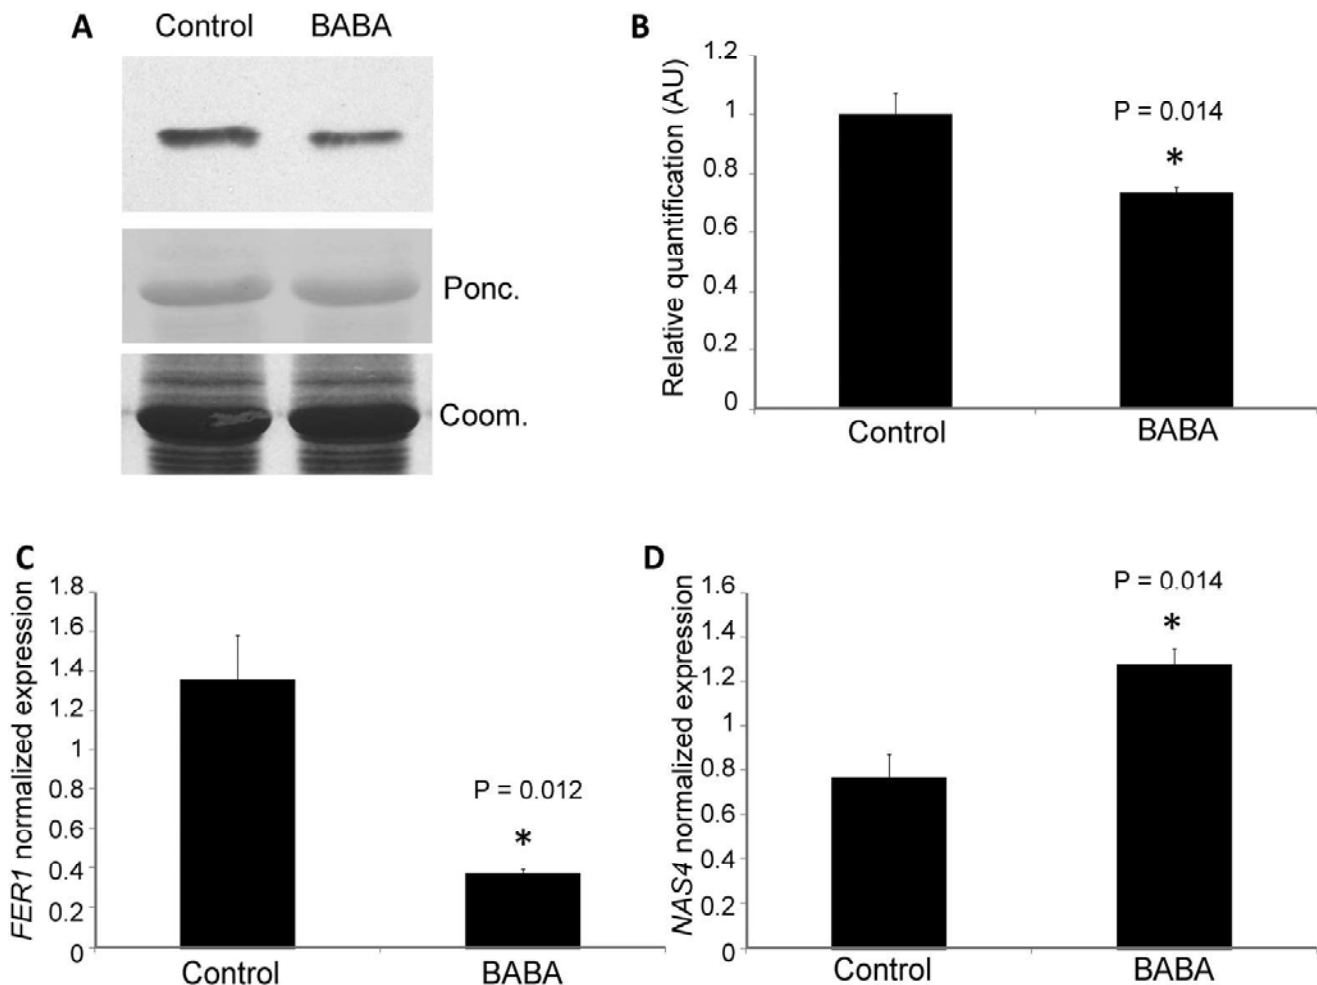 A
Control BABA
Ponc.
Coom.
B
Relative quantification (AU)
1.2
1
0.8
0.6
0.4
0.2
0
P = 0.014
*
Control BABA
C
FER1 normalized expression
1.8
1.6
1.4
1.2
1
0.8
0.6
0.4
0.2
0
P = 0.012
*
Control BABA
D
NAS4 normalized expression
1.6
1.4
1.2
1
0.8
0.6
0.4
0.2
0
P = 0.014
*
Control BABA